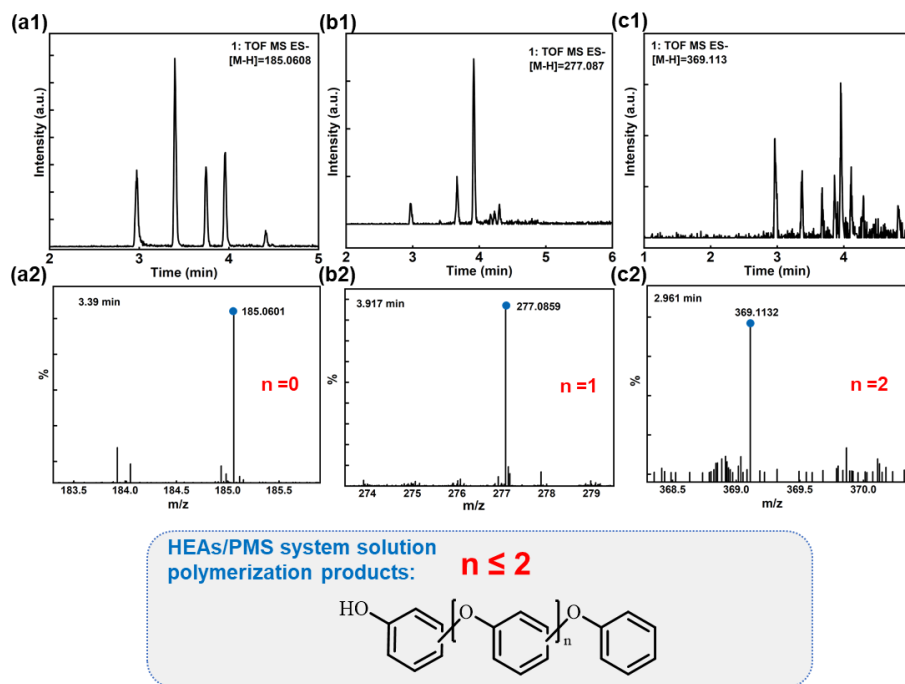 (a1)
1: TOF MS ES-
[M-H]=185.0608
Intensity (a.u.)
2 3 4 5
Time (min)
(b1)
1: TOF MS ES-
[M-H]=277.087
Intensity (a.u.)
1 2 3 4 5 6
Time (min)
(c1)
1: TOF MS ES-
[M-H]=369.113
Intensity (a.u.)
1 2 3 4
Time (min)
(a2)
3.39 min
185.0601
n =0
%
183.5 184.0 184.5 185.0 185.5
m/z
(b2)
3.917 min
277.0859
n =1
%
274 275 276 277 278 279
m/z
(c2)
2.961 min
369.1132
n =2
%
368.5 369.0 369.5 370.0
m/z
HEAs/PMS system solution
polymerization products:
n ≤ 2
HO
O
n
O